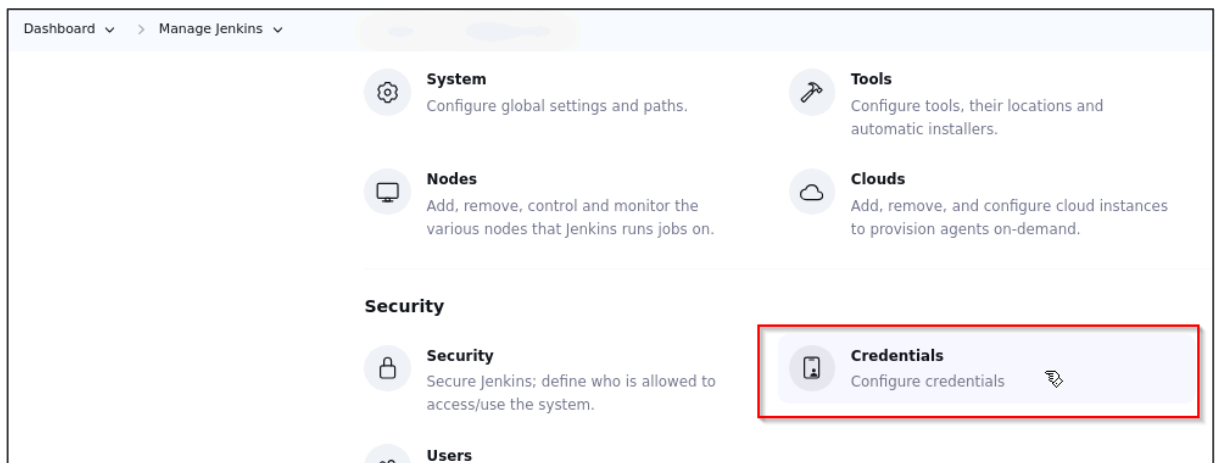 Dashboard
Manage Jenkins
System
Configure global settings and paths.
Tools
Configure tools, their locations and
automatic installers.
Nodes
Add, remove, control and monitor the
various nodes that Jenkins runs jobs on.
Clouds
Add, remove, and configure cloud instances
to provision agents on-demand.
Security
Security
Secure Jenkins; define who is allowed to
access/use the system.
Credentials
Configure credentials
Users